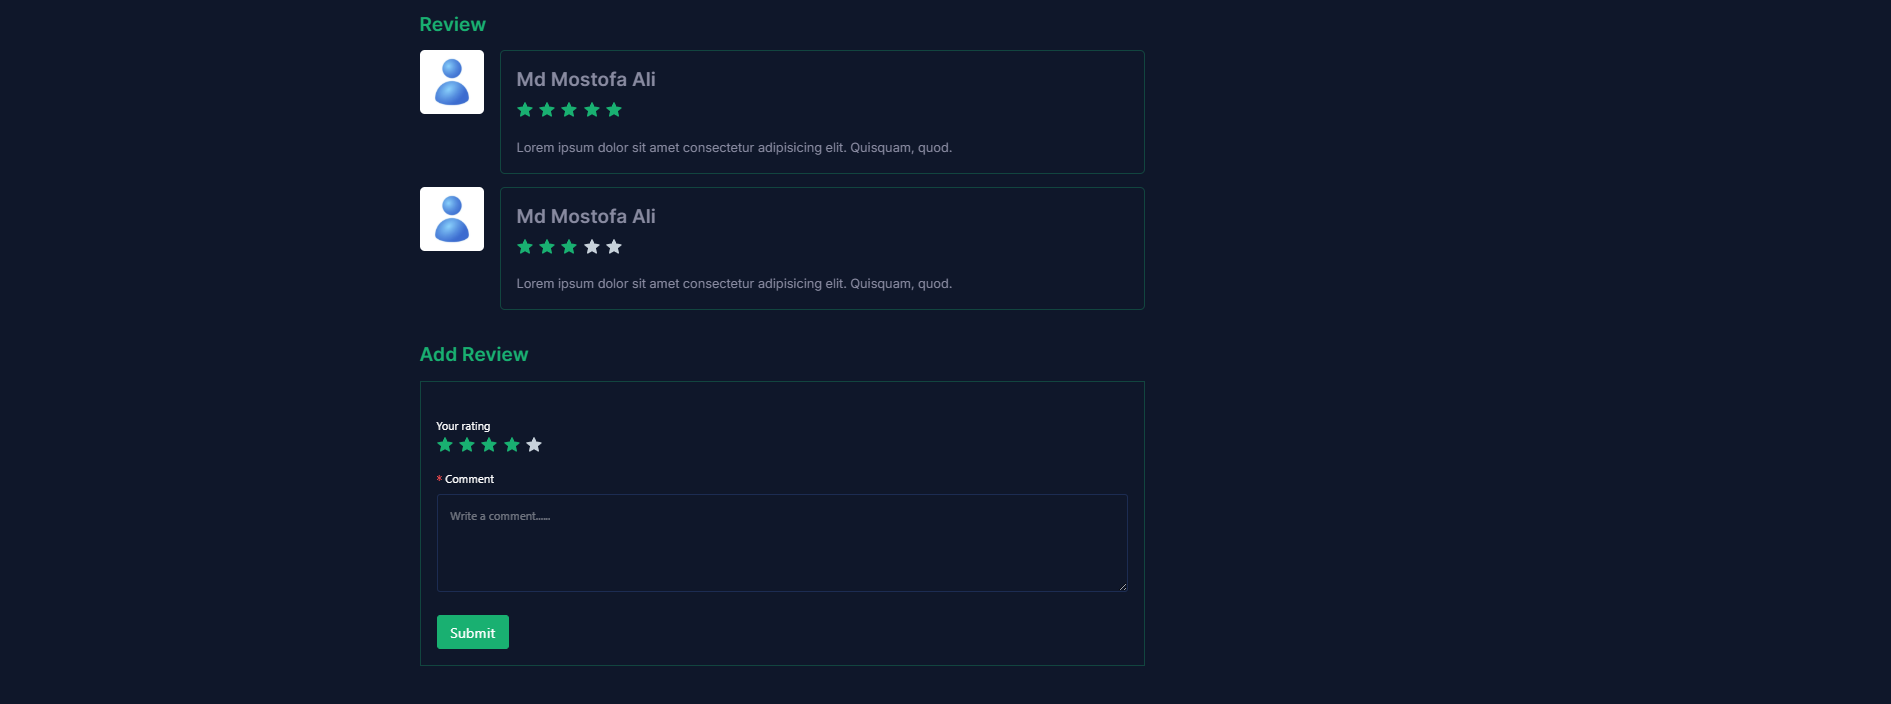 Review
Md Mostofa Ali
Lorem ipsum dolor sit amet consectetur adipisicing elit. Quisquam, quod.
Md Mostofa Ali
Lorem ipsum dolor sit amet consectetur adipisicing elit. Quisquam, quod.
Add Review
Your rating
* Comment
Write a comment......
Submit